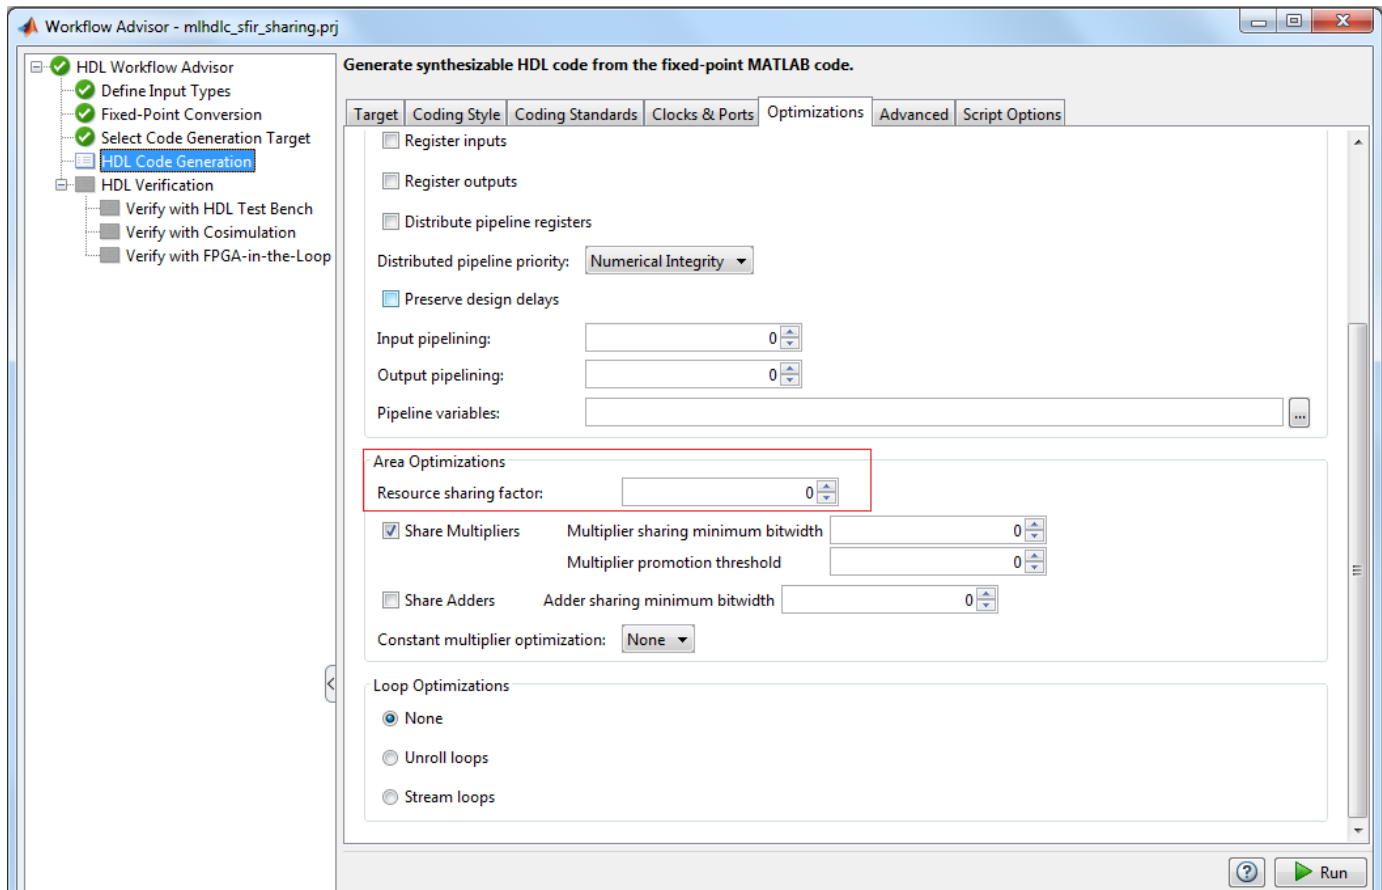 Workflow Advisor - mlhdlc_sfir_sharing.prj
HDL Workflow Advisor
Define Input Types
Fixed-Point Conversion
Select Code Generation Target
HDL Code Generation
HDL Verification
Verify with HDL Test Bench
Verify with Cosimulation
Verify with FPGA-in-the-Loop
Generate synthesizable HDL code from the fixed-point MATLAB code.
Target Coding Style Coding Standards Clocks & Ports Optimizations Advanced Script Options
Register inputs
Register outputs
Distribute pipeline registers
Distributed pipeline priority: Numerical Integrity
Preserve design delays
Input pipelining: 0
Output pipelining: 0
Pipeline variables: ...
Area Optimizations
Resource sharing factor: 0
Share Multipliers Multiplier sharing minimum bitwidth 0
Multiplier promotion threshold 0
Share Adders Adder sharing minimum bitwidth 0
Constant multiplier optimization: None
Loop Optimizations
None
Unroll loops
Stream loops
? Run